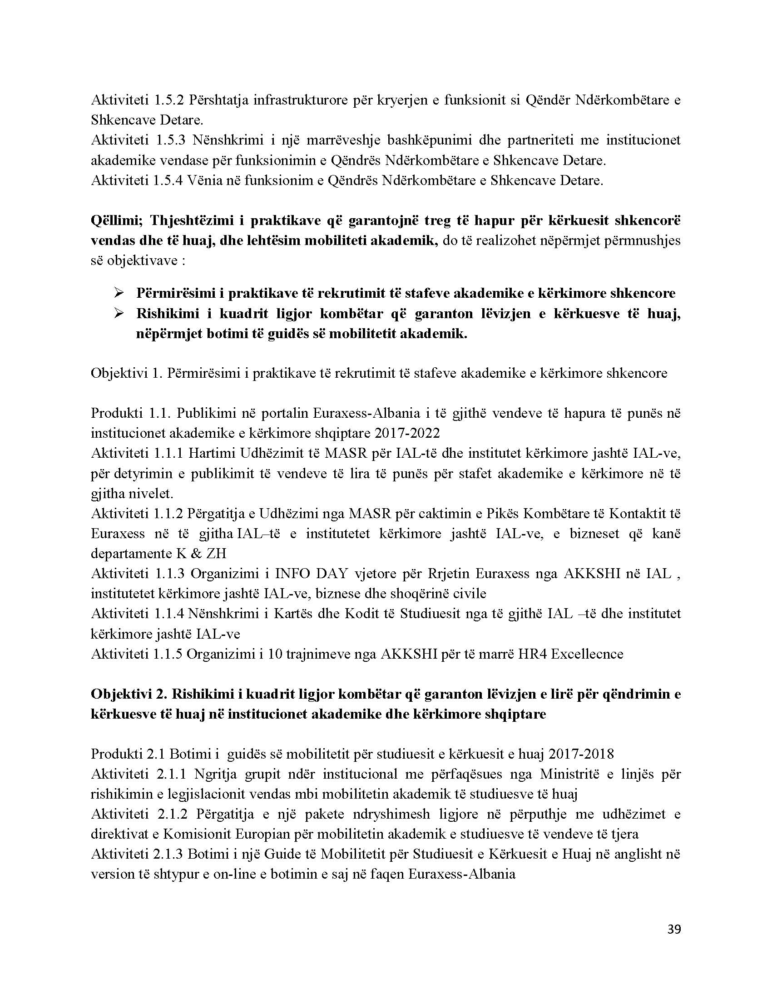 Aktiviteti 1.5.2 Përshtatja infrastrukturore për kryerjen e funksionit si Qëndër Ndërkombëtare e
Shkencave Detare.
Aktiviteti 1.5.3 Nënshkrimi i një marrëveshje bashkëpunimi dhe partneriteti me institucionet
akademike vendase për funksionimin e Qëndrës Ndërkombëtare e Shkencave Detare.
Aktiviteti 1.5.4 Vënia në funksionim e Qëndrës Ndërkombëtare e Shkencave Detare.
Qëllimi; Thjeshtëzimi i praktikave që garantojnë treg të hapur për kërkuesit shkencorë
vendas dhe të huaj, dhe lehtësim mobiliteti akademik, do të realizohet nëpërmjet përmnushjes
së objektivave :
➢ Përmirësimi i praktikave të rekrutimit të stafeve akademike e kërkimore shkencore
➢ Rishikimi i kuadrit ligjor kombëtar që garanton lëvizjen e kërkuesve të huaj,
nëpërmjet botimi të guidës së mobilitetit akademik.
Objektivi 1. Përmirësimi i praktikave të rekrutimit të stafeve akademike e kërkimore shkencore
Produkti 1.1. Publikimi në portalin Euraxess-Albania i të gjithë vendeve të hapura të punës në
institucionet akademike e kërkimore shqiptare 2017-2022
Aktiviteti 1.1.1 Hartimi Udhëzimit të MASR për IAL-të dhe institutet kërkimore jashtë IAL-ve,
për detyrimin e publikimit të vendeve të lira të punës për stafet akademike e kërkimore në të
gjitha nivelet.
Aktiviteti 1.1.2 Përgatitja e Udhëzimi nga MASR për caktimin e Pikës Kombëtare të Kontaktit të
Euraxess në të gjitha IAL–të e institutetet kërkimore jashtë IAL-ve, e bizneset që kanë
departamente K & ZH
Aktiviteti 1.1.3 Organizimi i INFO DAY vjetore për Rrjetin Euraxess nga AKKSHI në IAL ,
institutetet kërkimore jashtë IAL-ve, biznese dhe shoqërinë civile
Aktiviteti 1.1.4 Nënshkrimi i Kartës dhe Kodit të Studiuesit nga të gjithë IAL –të dhe institutet
kërkimore jashtë IAL-ve
Aktiviteti 1.1.5 Organizimi i 10 trajnimeve nga AKKSHI për të marrë HR4 Excellecnce
Objektivi 2. Rishikimi i kuadrit ligjor kombëtar që garanton lëvizjen e lirë për qëndrimin e
kërkuesve të huaj në institucionet akademike dhe kërkimore shqiptare
Produkti 2.1 Botimi i guidës së mobilitetit për studiuesit e kërkuesit e huaj 2017-2018
Aktiviteti 2.1.1 Ngritja grupit ndër institucional me përfaqësues nga Ministritë e linjës për
rishikimin e legjislacionit vendas mbi mobilitetin akademik të studiuesve të huaj
Aktiviteti 2.1.2 Përgatitja e një pakete ndryshimesh ligjore në përputhje me udhëzimet e
direktivat e Komisionit Europian për mobilitetin akademik e studiuesve të vendeve të tjera
Aktiviteti 2.1.3 Botimi i një Guide të Mobilitetit për Studiuesit e Kërkuesit e Huaj në anglisht në
version të shtypur e on-line e botimin e saj në faqen Euraxess-Albania
39